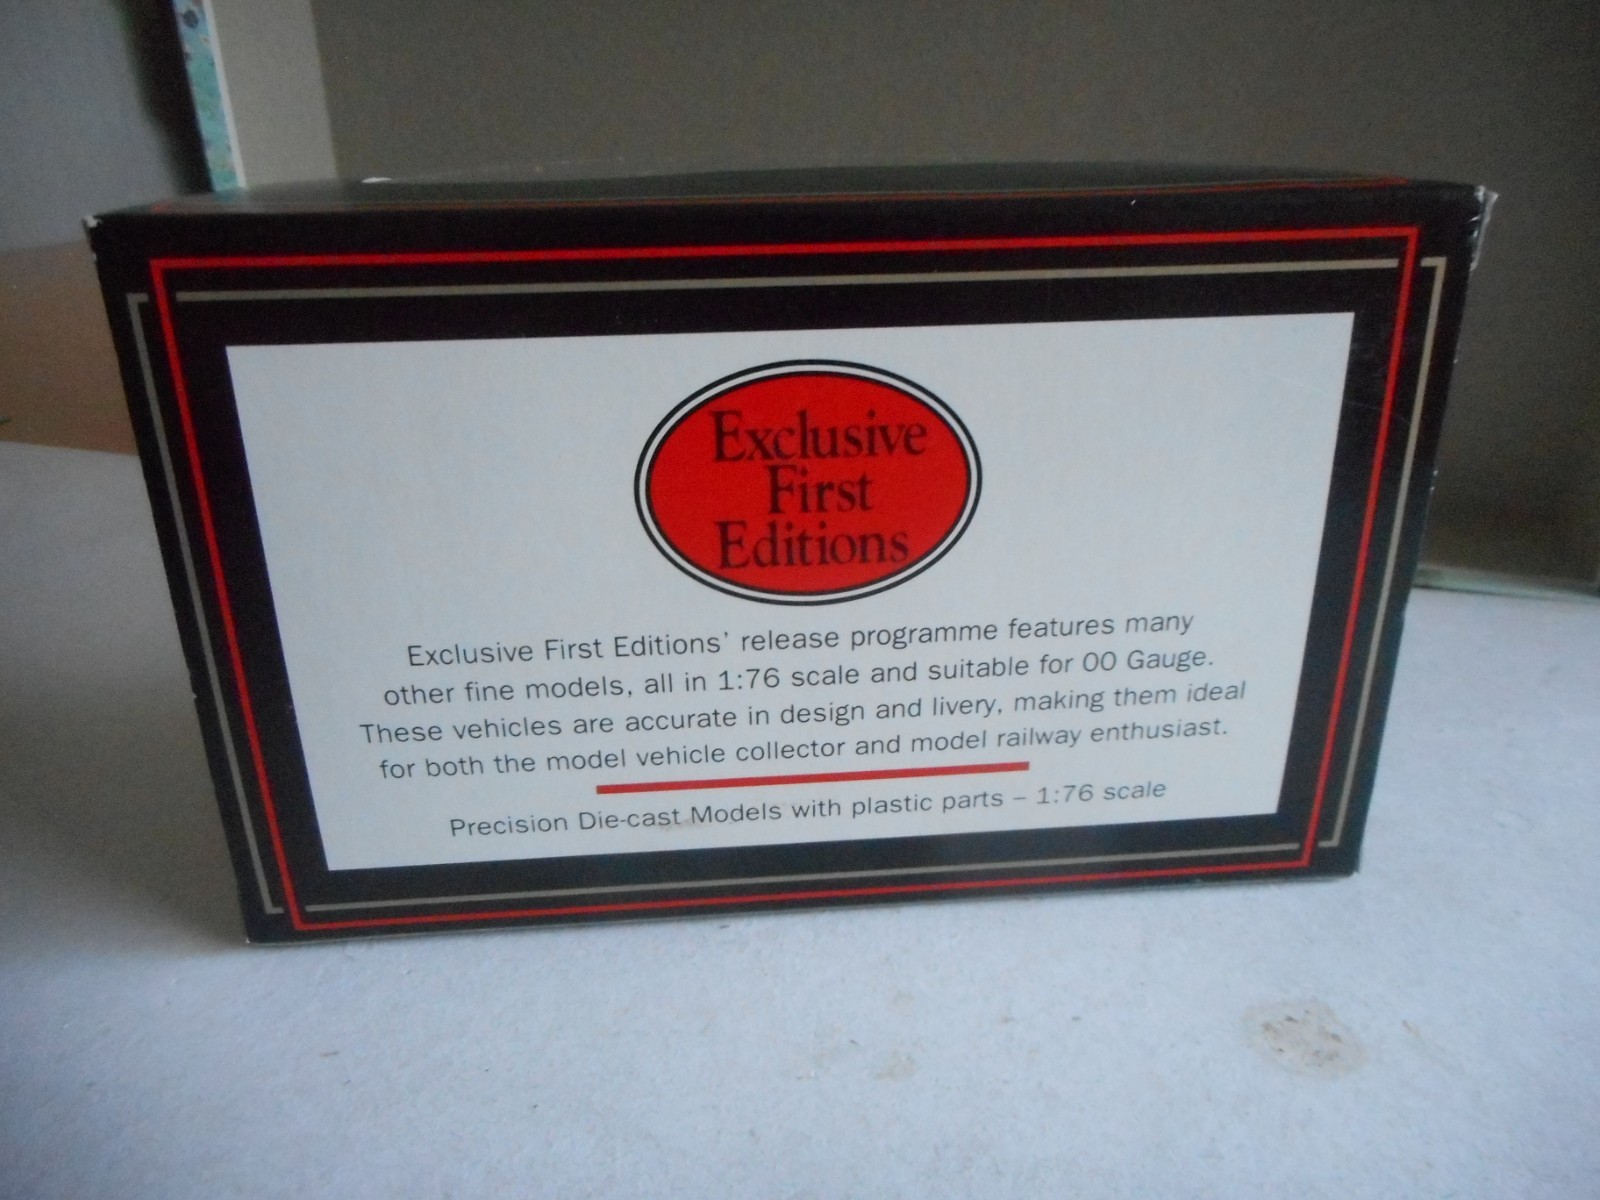 Exclusive
First
Editions
Exclusive First Editions' release programme features many
other fine models, all in 1:76 scale and suitable for 00 Gauge.
These vehicles are accurate in design and livery, making them ideal
for both the model vehicle collector and model railway enthusiast.
Precision Die-cast Models with plastic parts – 1:76 scale